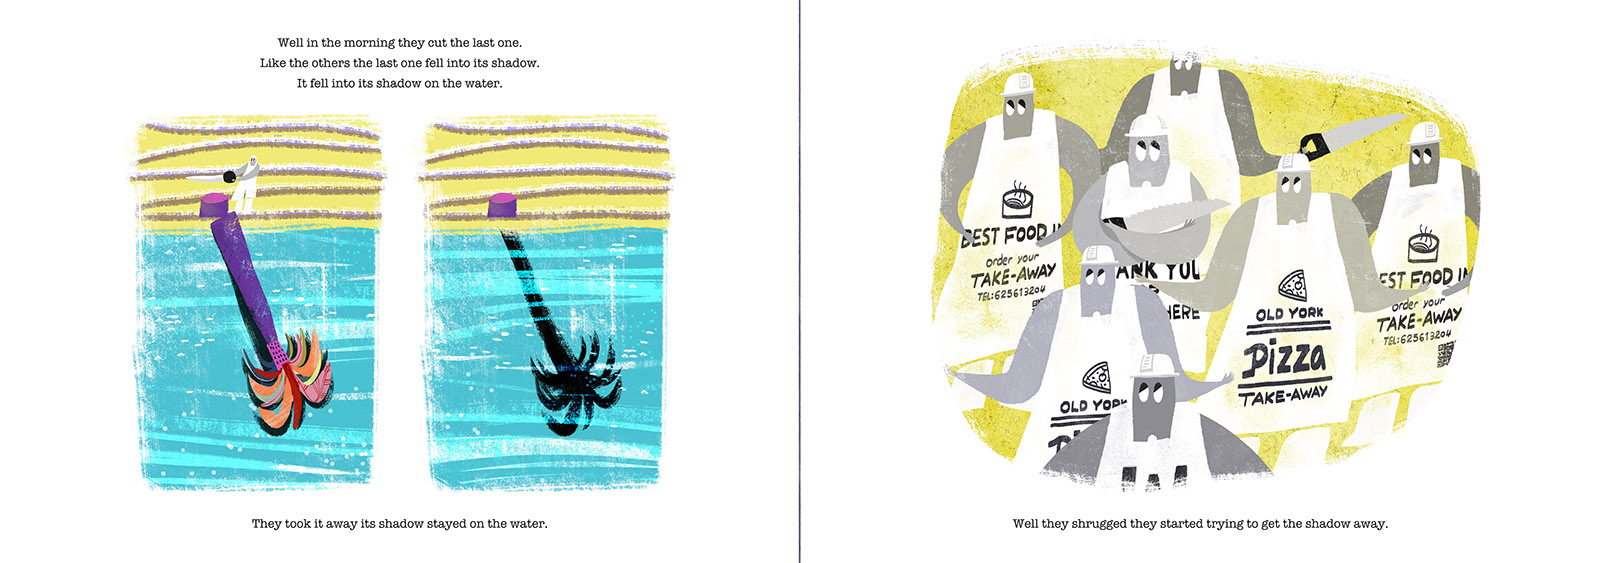 Well in the morning they cut the last one.
Like the others the last one fell into its shadow.
It fell into its shadow on the water.
They took it away its shadow stayed on the water.
BEST FOOD
order your
TAKE-AWAY
TEL:625613204
ANK YOU
HERE
OLD YORK
Pizza
TAKE-AWAY
EST FOOD IN
order your
TAKE-AWAY
TEL:625613204
OLD YORK
Well they shrugged they started trying to get the shadow away.